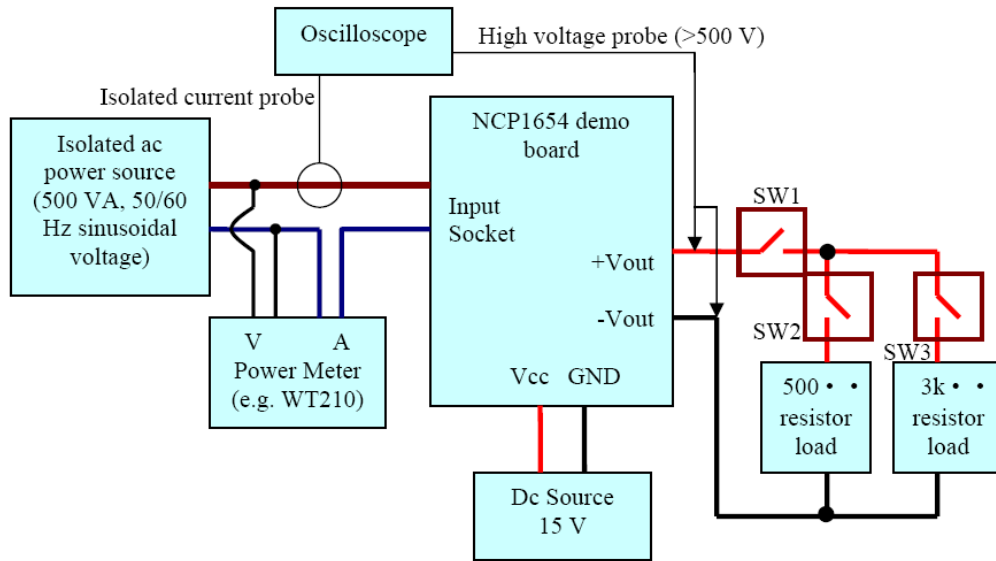 Oscilloscope
High voltage probe (>500 V)
Isolated current probe
Isolated ac
power source
(500 VA, 50/60
Hz sinusoidal
voltage)
NCP1654 demo
board
Input
Socket
+Vout
-Vout
Vcc GND
SW1
SW2
SW3
V A
Power Meter
(e.g. WT210)
500 • •
resistor
load
3k • •
resistor
load
Dc Source
15 V